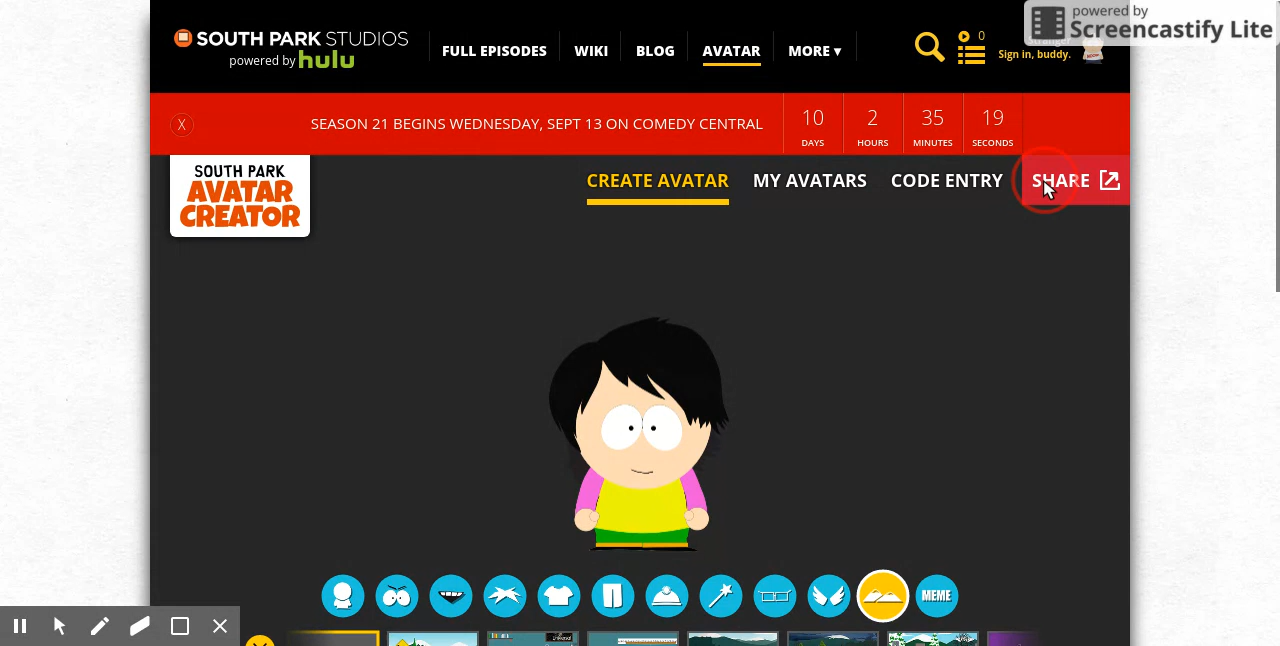 SOUTH PARK STUDIOS
powered by hulu
FULL EPISODES
WIKI
BLOG
AVATAR
MORE ▾
0
Stranger
Sign in, buddy.
powered by
Screencastify Lite
X
SEASON 21 BEGINS WEDNESDAY, SEPT 13 ON COMEDY CENTRAL
10
DAYS
2
HOURS
35
MINUTES
19
SECONDS
SOUTH PARK
AVATAR
CREATOR
CREATE AVATAR
MY AVATARS
CODE ENTRY
SHARE
MEME